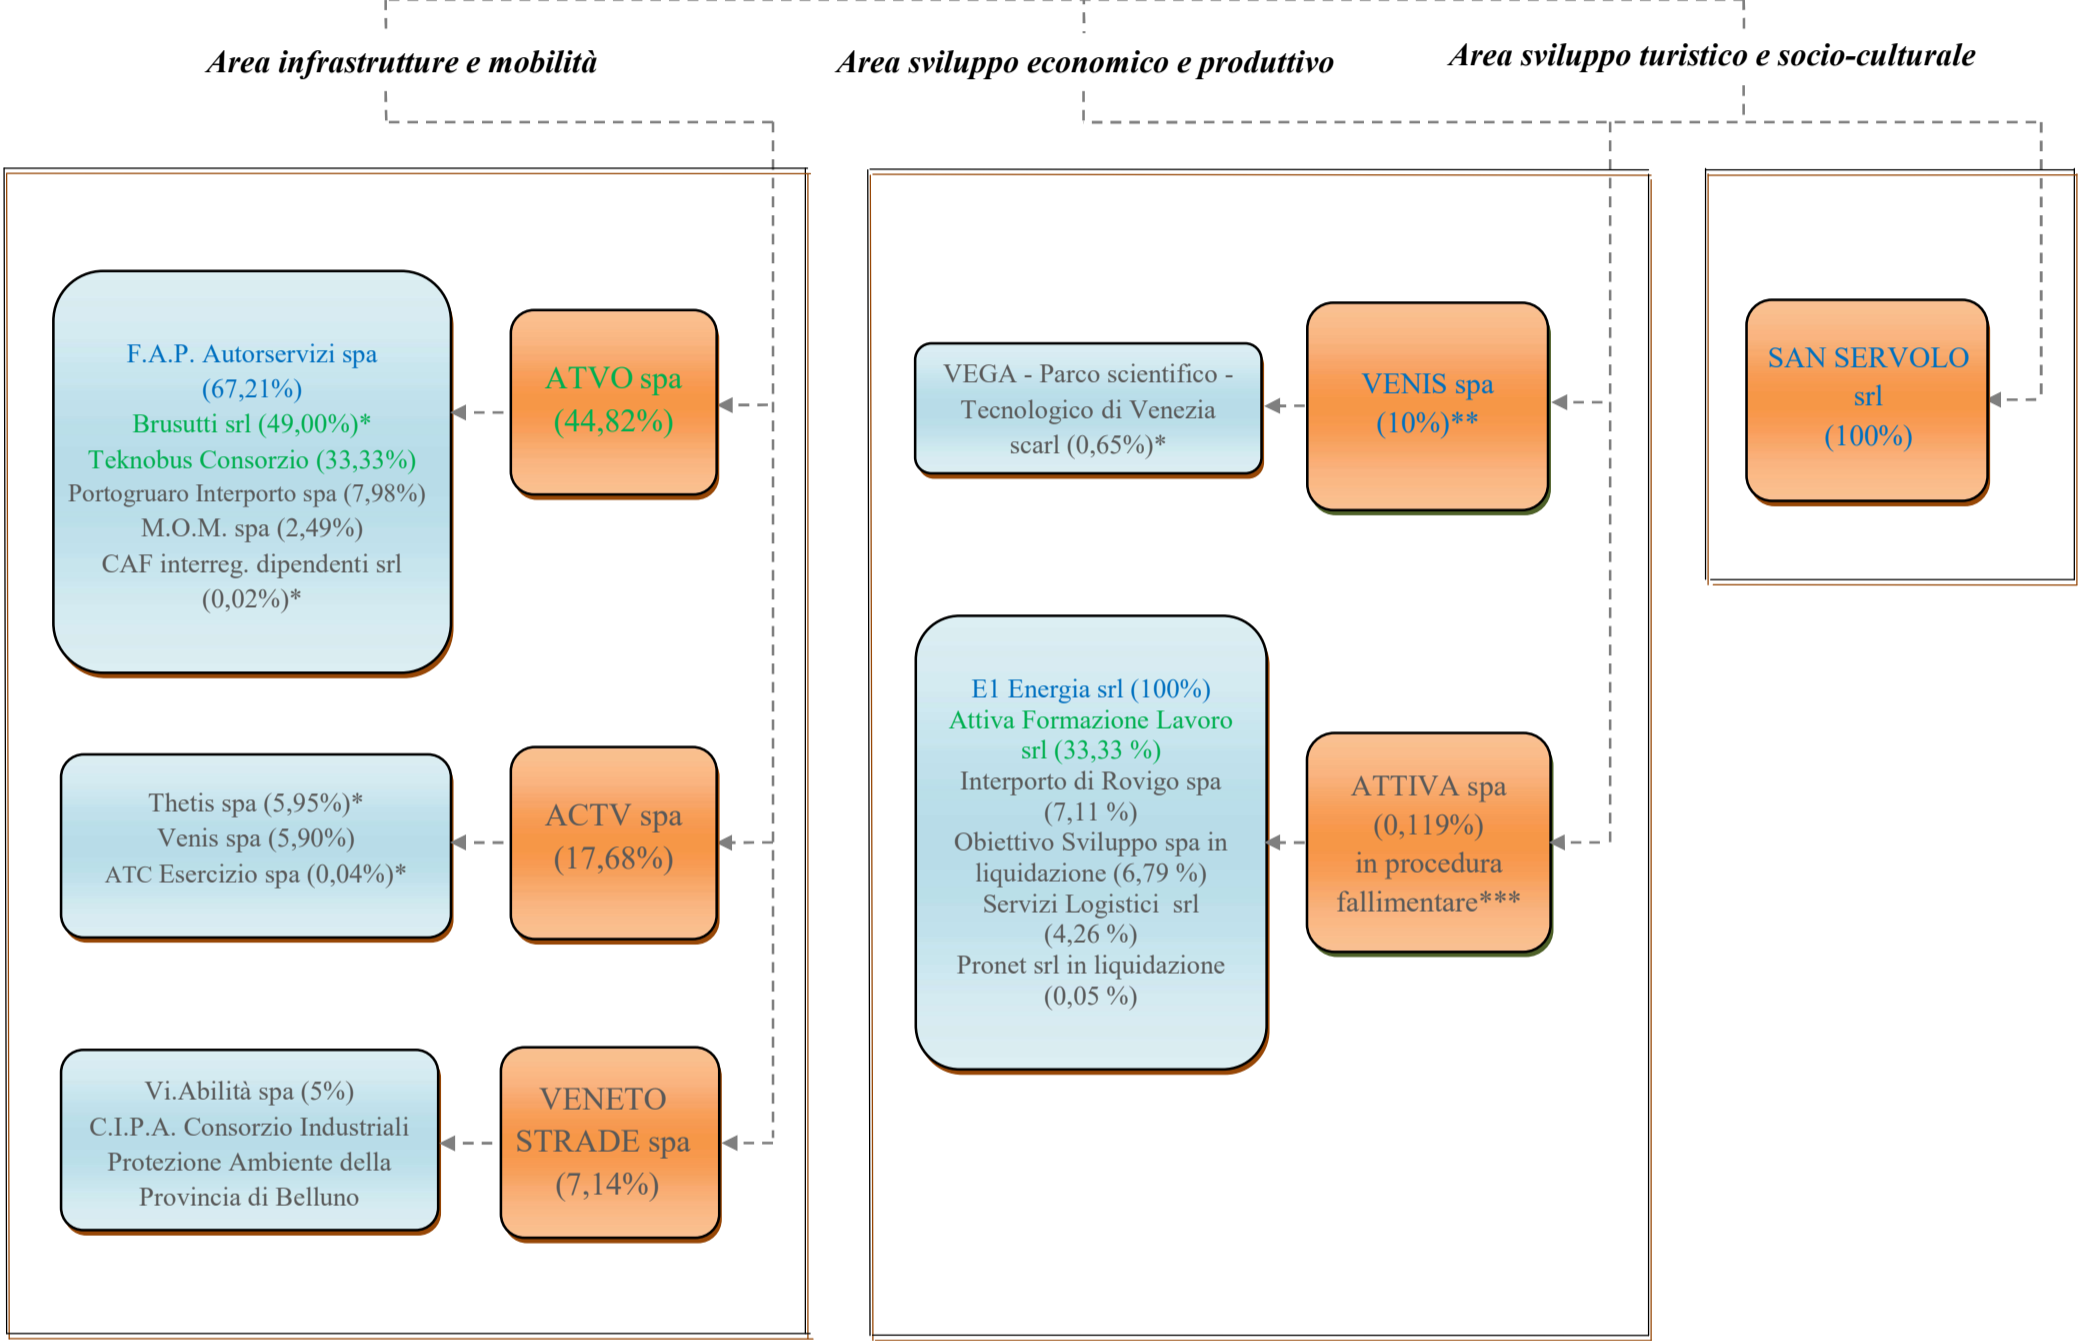 Area infrastrutture e mobilità
Area sviluppo economico e produttivo
Area sviluppo turistico e socio-culturale
F.A.P. Autorservizi spa
(67,21%)
Brusutti srl (49,00%)*
Teknobus Consorzio (33,33%)
Portogruaro Interporto spa (7,98%)
M.O.M. spa (2,49%)
CAF interreg. dipendenti srl
(0,02%)*
ATVO spa
(44,82%)
Thetis spa (5,95%)*
Venis spa (5,90%)
ATC Esercizio spa (0,04%)*
ACTV spa
(17,68%)
Vi.Abilità spa (5%)
C.I.P.A. Consorzio Industriali
Protezione Ambiente della
Provincia di Belluno
VENETO
STRADE spa
(7,14%)
VEGA - Parco scientifico -
Tecnologico di Venezia
scarl (0,65%)*
VENIS spa
(10%)**
E1 Energia srl (100%)
Attiva Formazione Lavoro
srl (33,33 %)
Interporto di Rovigo spa
(7,11 %)
Obiettivo Sviluppo spa in
liquidazione (6,79 %)
Servizi Logistici  srl
(4,26 %)
Pronet srl in liquidazione
(0,05 %)
ATTIVA spa
(0,119%)
in procedura
fallimentare***
SAN SERVOLO
srl
(100%)